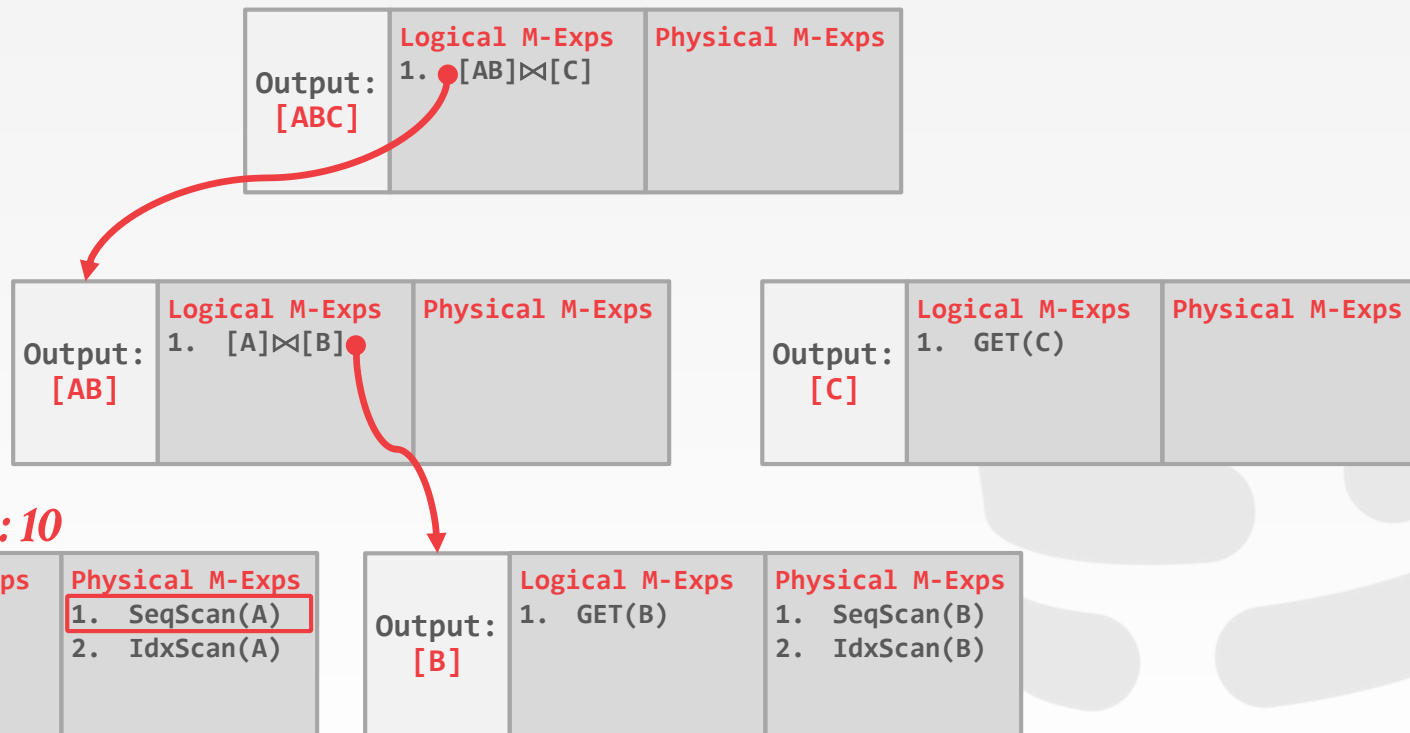 Logical M-Exps
1. [AB]⋈[C]
Physical M-Exps
Output:
[ABC]
Logical M-Exps
1. [A]⋈[B]
Physical M-Exps
Output:
[AB]
Logical M-Exps
1. GET(C)
Physical M-Exps
Output:
[C]
: 10
ps
Physical M-Exps
1. SeqScan(A)
2. IdxScan(A)
Output:
[B]
Logical M-Exps
1. GET(B)
Physical M-Exps
1. SeqScan(B)
2. IdxScan(B)